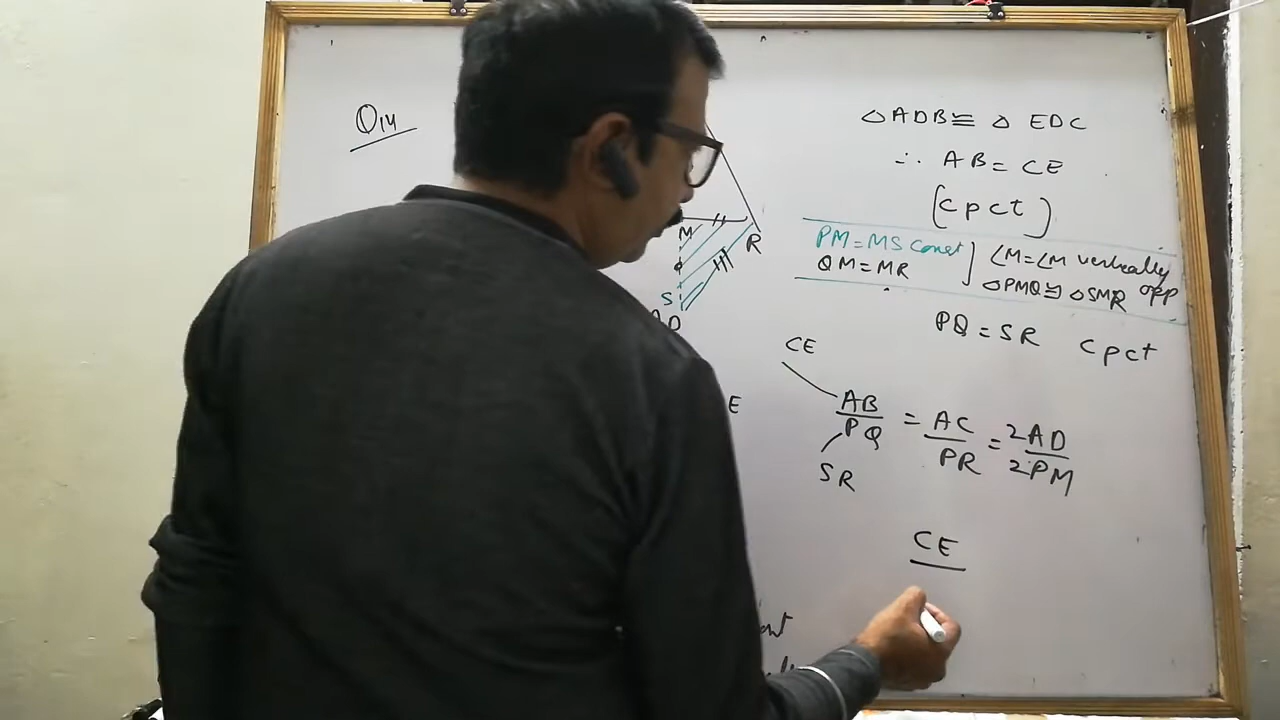 Q14
M
R
S
D
E
△ADB ≅ △ EDC
∴ AB = CE
[cpct]
PM = MS const
QM = MR
∠M = ∠M vertically opp
△PMQ ≅ △SMR
PQ = SR cpct
CE
AB/PQ = AC/PR = 2AD/2PM
SR
CE